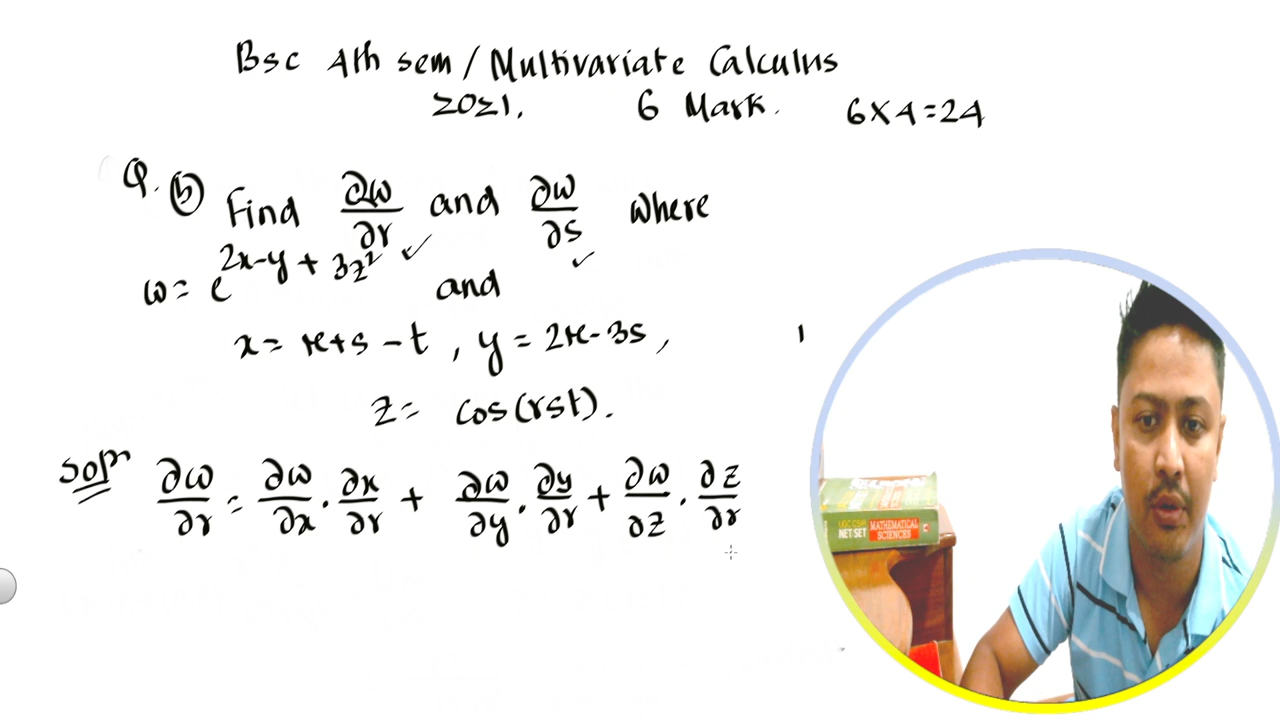 Bsc 4th sem / Multivariate Calculus
2021. 6 Mark. 6×4=24
Q. (b) Find ∂w/∂r and ∂w/∂s where
w = e^{2x-y+3z²} and
x = r+s-t, y = 2r-3s,
z = cos(rst).
Solⁿ ∂w/∂r = ∂w/∂x · ∂x/∂r + ∂w/∂y · ∂y/∂r + ∂w/∂z · ∂z/∂r
UGC CSIR
NET SET
MATHEMATICAL
SCIENCES